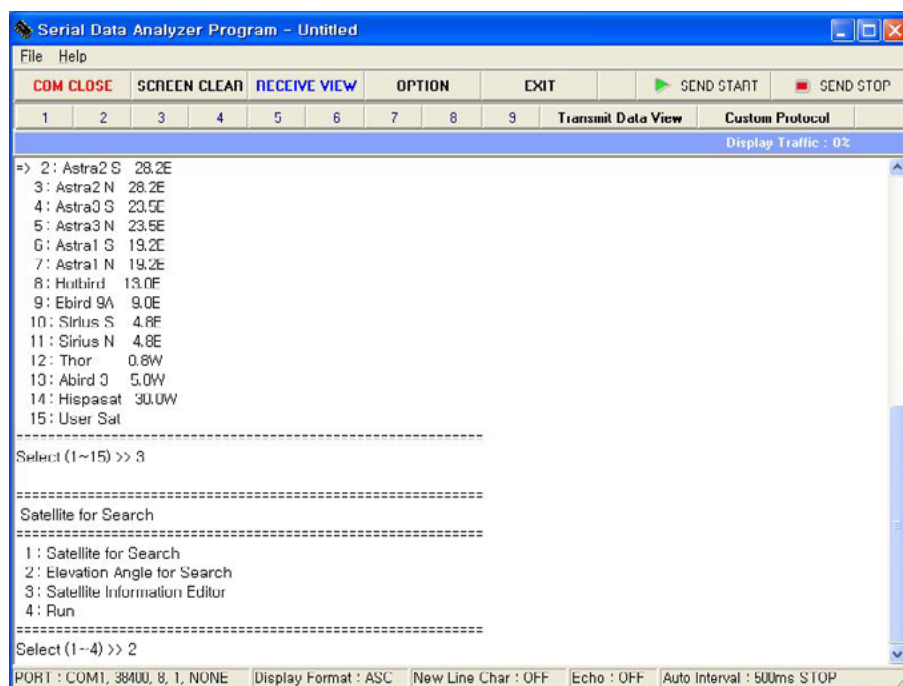 Serial Data Analyzer Program - Untitled
File Help
COM CLOSE SCREEN CLEAR RECEIVE VIEW OPTION EXIT SEND START SEND STOP
1 2 3 4 5 6 7 8 9 Transmit Data View Custom Protocol
Display Traffic : 0%
=> 2 : Astra2 S 28.2E
3 : Astra2 N 28.2E
4 : Astra3 S 23.5E
5 : Astra3 N 23.5E
6 : Astra1 S 19.2E
7 : Astra1 N 19.2E
8 : Hotbird 13.0E
9 : Ebird 9A 9.0E
10 : Sirius S 4.8E
11 : Sirius N 4.8E
12 : Thor 0.8W
13 : Abird 3 5.0W
14 : Hispasat 30.0W
15 : User Sat
=========================================================
Select (1~15) >> 3
=========================================================
Satellite for Search
=========================================================
1 : Satellite for Search
2 : Elevation Angle for Search
3 : Satellite Information Editor
4 : Run
=========================================================
Select (1~4) >> 2
PORT : COM1, 38400, 8, 1, NONE Display Format : ASC New Line Char : OFF Echo : OFF Auto Interval : 500ms STOP